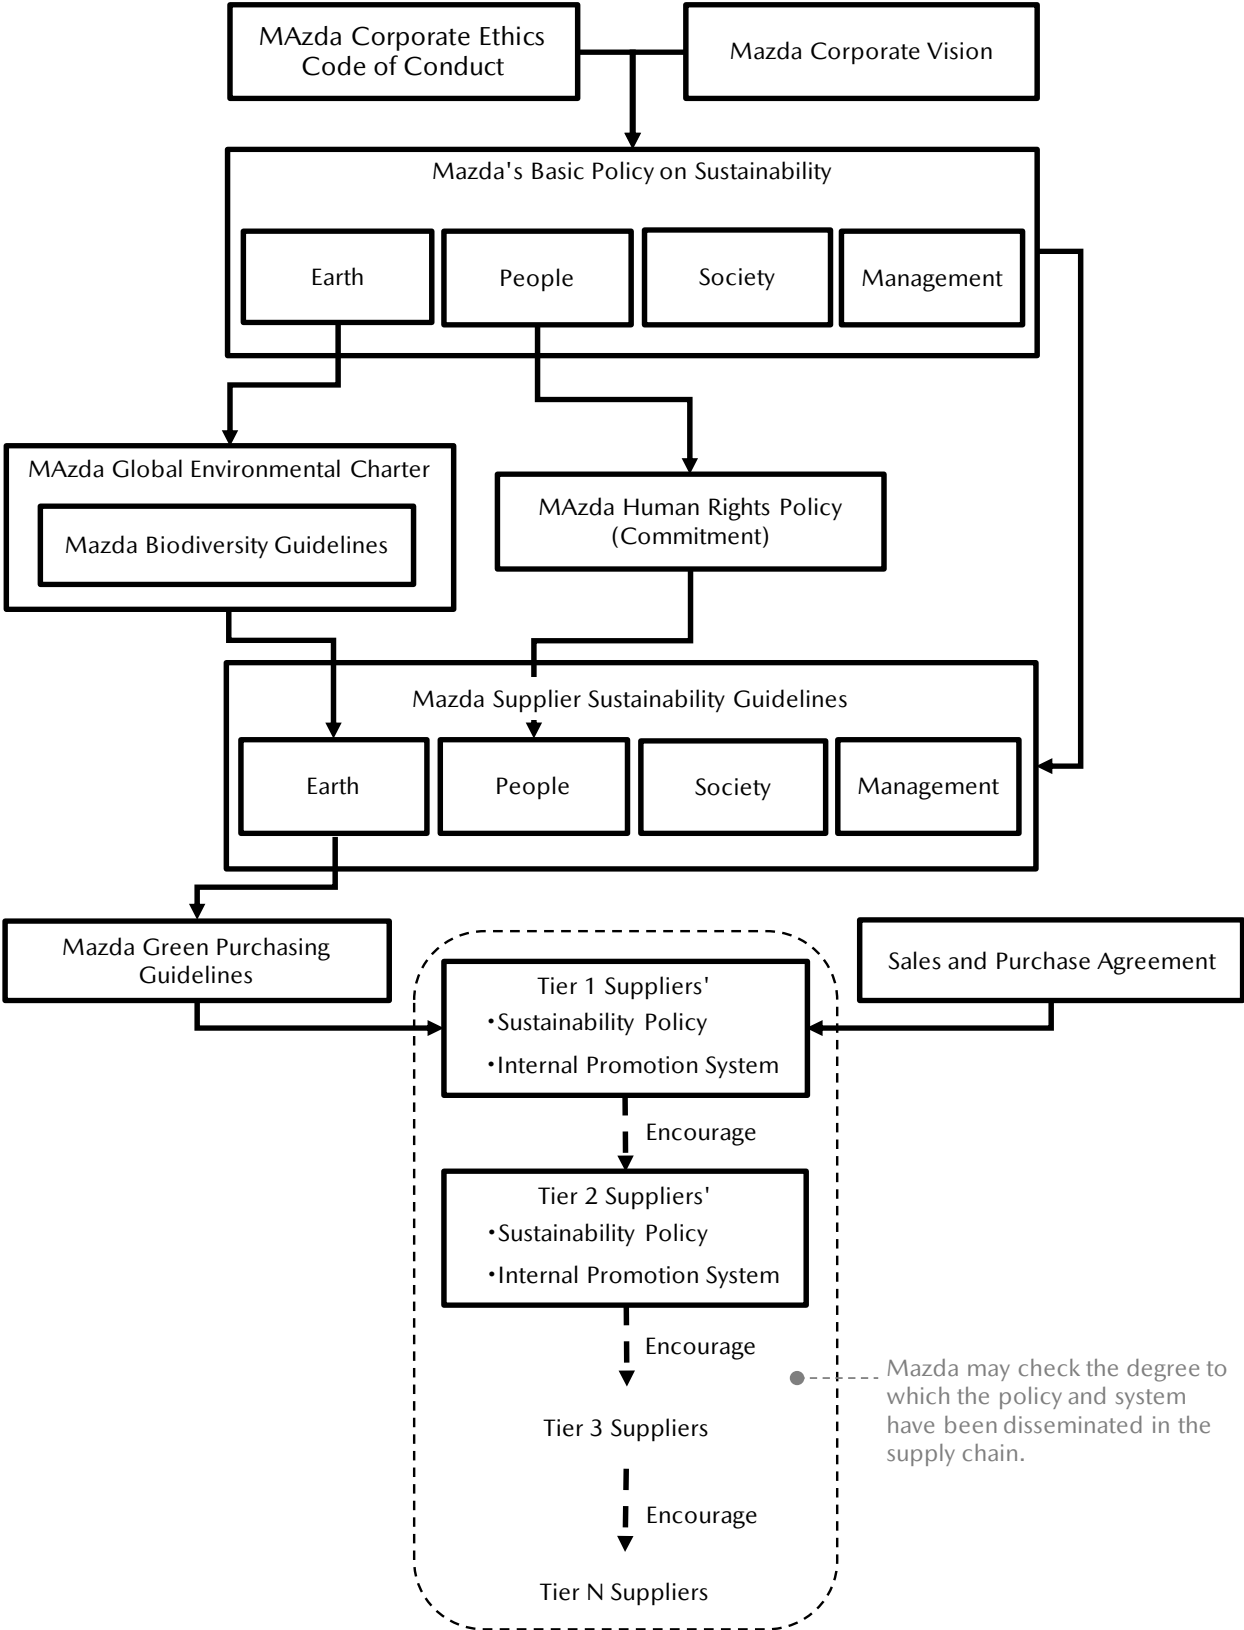 MAzda Corporate Ethics
Code of Conduct
Mazda Corporate Vision
Mazda's Basic Policy on Sustainability
Earth
People
Society
Management
MAzda Global Environmental Charter
Mazda Biodiversity Guidelines
MAzda Human Rights Policy
(Commitment)
Mazda Supplier Sustainability Guidelines
Earth
People
Society
Management
Mazda Green Purchasing
Guidelines
Sales and Purchase Agreement
Tier 1 Suppliers'
・Sustainability Policy
・Internal Promotion System
Encourage
Tier 2 Suppliers'
・Sustainability Policy
・Internal Promotion System
Encourage
Mazda may check the degree to
which the policy and system
have been disseminated in the
supply chain.
Tier 3 Suppliers
Encourage
Tier N Suppliers